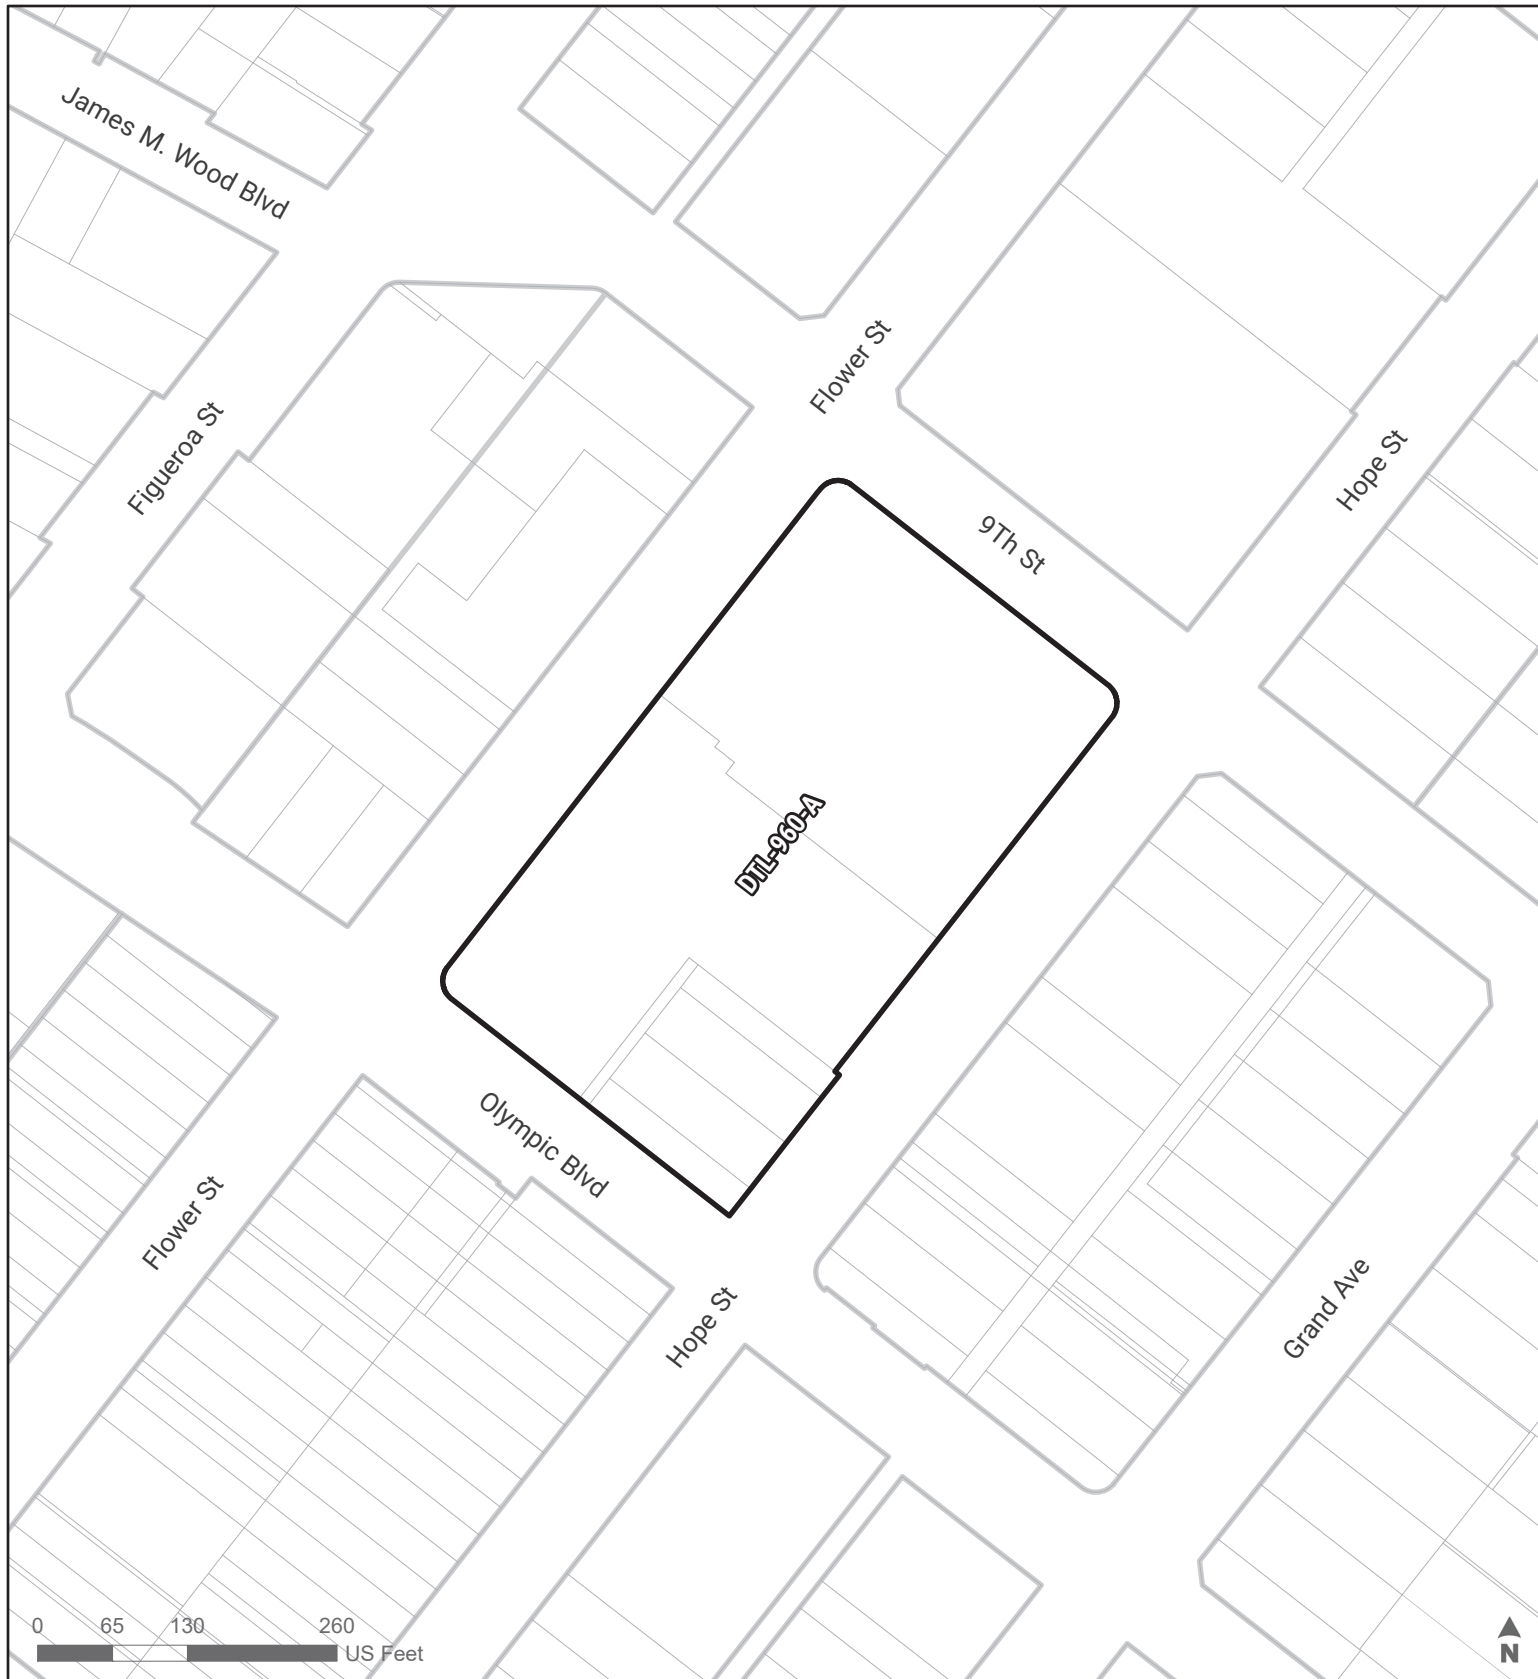 James M. Wood Blvd
Flower St
Figueroa St
Hope St
9Th St
DTL-960-A
Olympic Blvd
Flower St
Hope St
Grand Ave
0 65 130 260
US Feet
N